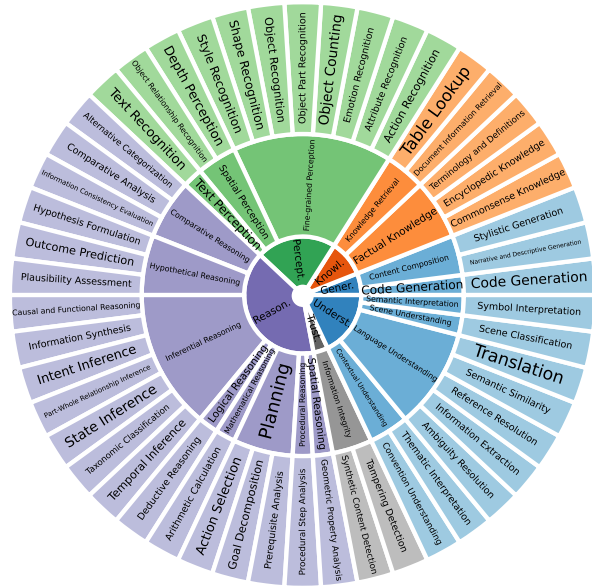 Percept.
Knowl.
Gener.
Underst.
Trust.
Reason.
Text Perception
Spatial Perception
Fine-grained Perception
Knowledge Retrieval
Factual Knowledge
Content Composition
Code Generation
Semantic Interpretation
Scene Understanding
Language Understanding
Contextual Understanding
Information Integrity
Spatial Reasoning
Procedural Reasoning
Planning
Mathematical Reasoning
Logical Reasoning
Inferential Reasoning
Hypothetical Reasoning
Comparative Reasoning
Text Recognition
Object Relationship Recognition
Depth Perception
Style Recognition
Shape Recognition
Object Recognition
Object Part Recognition
Object Counting
Emotion Recognition
Attribute Recognition
Action Recognition
Table Lookup
Document Information Retrieval
Terminology and Definitions
Encyclopedic Knowledge
Commonsense Knowledge
Stylistic Generation
Narrative and Descriptive Generation
Code Generation
Symbol Interpretation
Scene Classification
Translation
Semantic Similarity
Reference Resolution
Information Extraction
Ambiguity Resolution
Thematic Interpretation
Convention Understanding
Tampering Detection
Synthetic Content Detection
Geometric Property Analysis
Procedural Step Analysis
Prerequisite Analysis
Goal Decomposition
Action Selection
Arithmetic Calculation
Deductive Reasoning
Temporal Inference
Taxonomic Classification
State Inference
Part-Whole Relationship Inference
Intent Inference
Information Synthesis
Causal and Functional Reasoning
Plausibility Assessment
Outcome Prediction
Hypothesis Formulation
Information Consistency Evaluation
Comparative Analysis
Alternative Categorization